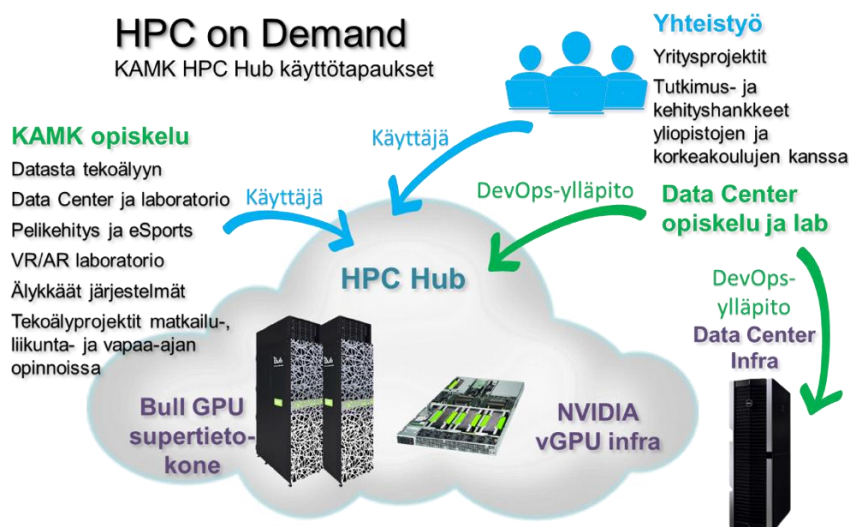 HPC on Demand
KAMK HPC Hub käyttötapaukset
Yhteistyö
Yritysprojektit
Tutkimus- ja
kehityshankkeet
yliopistojen ja
korkeakoulujen kanssa
KAMK opiskelu
Datasta tekoälyyn
Data Center ja laboratorio
Pelikehitys ja eSports
VR/AR laboratorio
Älykkäät järjestelmät
Tekoälyprojektit matkailu-,
liikunta- ja vapaa-ajan
opinnoissa
Käyttäjä
Käyttäjä
DevOps-ylläpito
Data Center
opiskelu ja lab
HPC Hub
DevOps-
ylläpito
Data Center
Infra
Bull GPU
supertieto-
kone
NVIDIA
vGPU infra